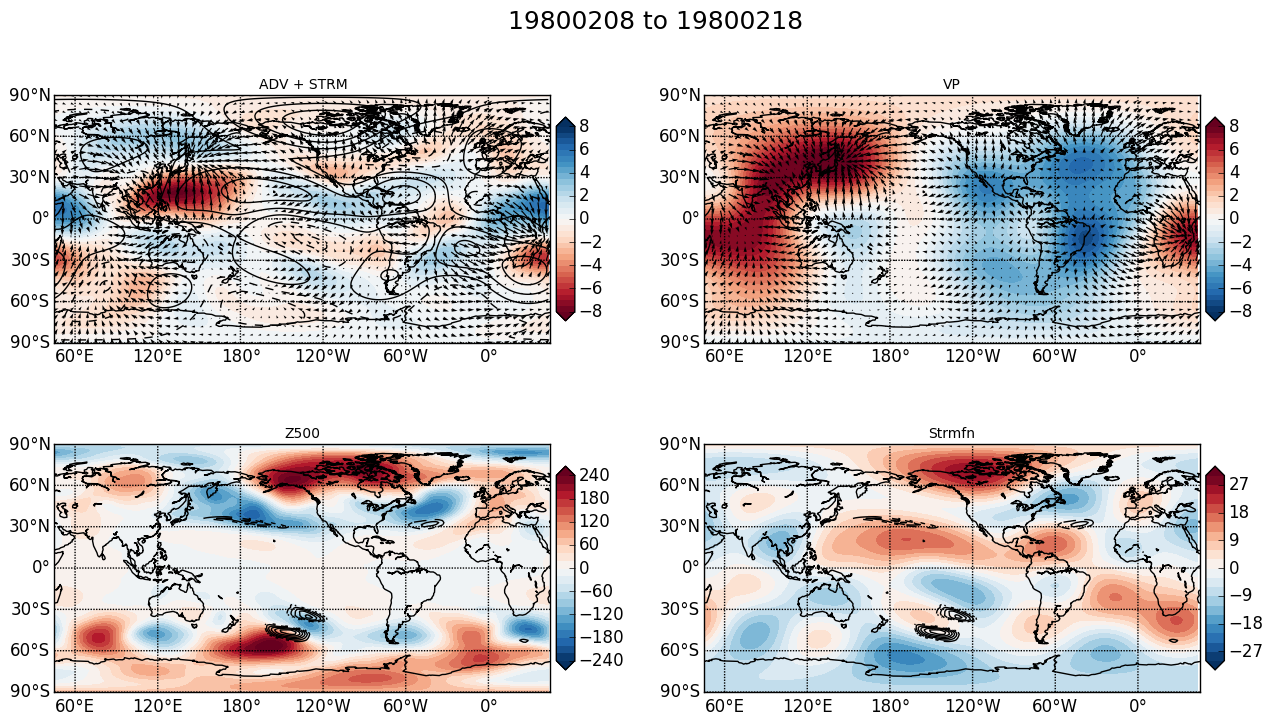 19800208 to 19800218
ADV + STRM
90°N
60°N
30°N
0°
30°S
60°S
90°S
60°E 120°E 180° 120°W 60°W 0°
8
6
4
2
0
−2
−4
−6
−8
VP
90°N
60°N
30°N
0°
30°S
60°S
90°S
60°E 120°E 180° 120°W 60°W 0°
8
6
4
2
0
−2
−4
−6
−8
Z500
90°N
60°N
30°N
0°
30°S
60°S
90°S
60°E 120°E 180° 120°W 60°W 0°
240
180
120
60
0
−60
−120
−180
−240
Strmfn
90°N
60°N
30°N
0°
30°S
60°S
90°S
60°E 120°E 180° 120°W 60°W 0°
27
18
9
0
−9
−18
−27